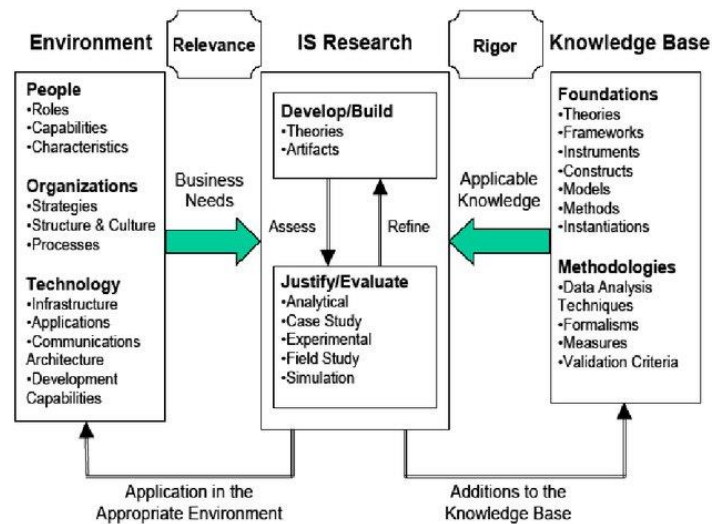 Environment
Relevance
IS Research
Rigor
Knowledge Base
People
•Roles
•Capabilities
•Characteristics
Organizations
•Strategies
•Structure & Culture
•Processes
Technology
•Infrastructure
•Applications
•Communications
Architecture
•Development
Capabilities
Business
Needs
Develop/Build
•Theories
•Artifacts
Assess
Refine
Justify/Evaluate
•Analytical
•Case Study
•Experimental
•Field Study
•Simulation
Applicable
Knowledge
Foundations
•Theories
•Frameworks
•Instruments
•Constructs
•Models
•Methods
•Instantiations
Methodologies
•Data Analysis
Techniques
•Formalisms
•Measures
•Validation Criteria
Application in the
Appropriate Environment
Additions to the
Knowledge Base